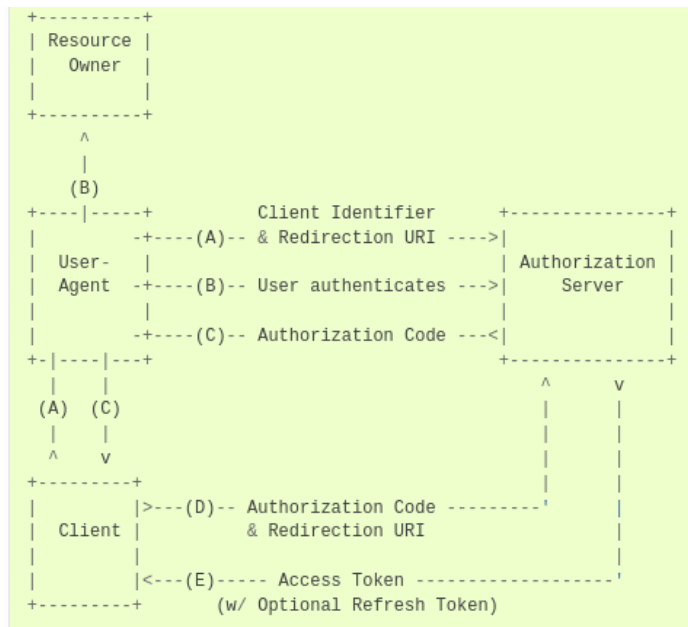 +----------+
| Resource |
|   Owner  |
|          |
+----------+
     ^
     |
    (B)
+----|-----+          Client Identifier      +---------------+
|         -+----(A)-- & Redirection URI ---->|               |
|  User-   |                                 | Authorization |
|  Agent  -+----(B)-- User authenticates --->|     Server    |
|          |                                 |               |
|         -+----(C)-- Authorization Code ---<|               |
+-|----|---+                                 +---------------+
  |    |                                         ^      v
 (A)  (C)                                        |      |
  |    |                                         |      |
  ^    v                                         |      |
+---------+                                      |      |
|         |>---(D)-- Authorization Code ---------'      |
|  Client |          & Redirection URI                  |
|         |                                             |
|         |<---(E)----- Access Token -------------------'
+---------+       (w/ Optional Refresh Token)